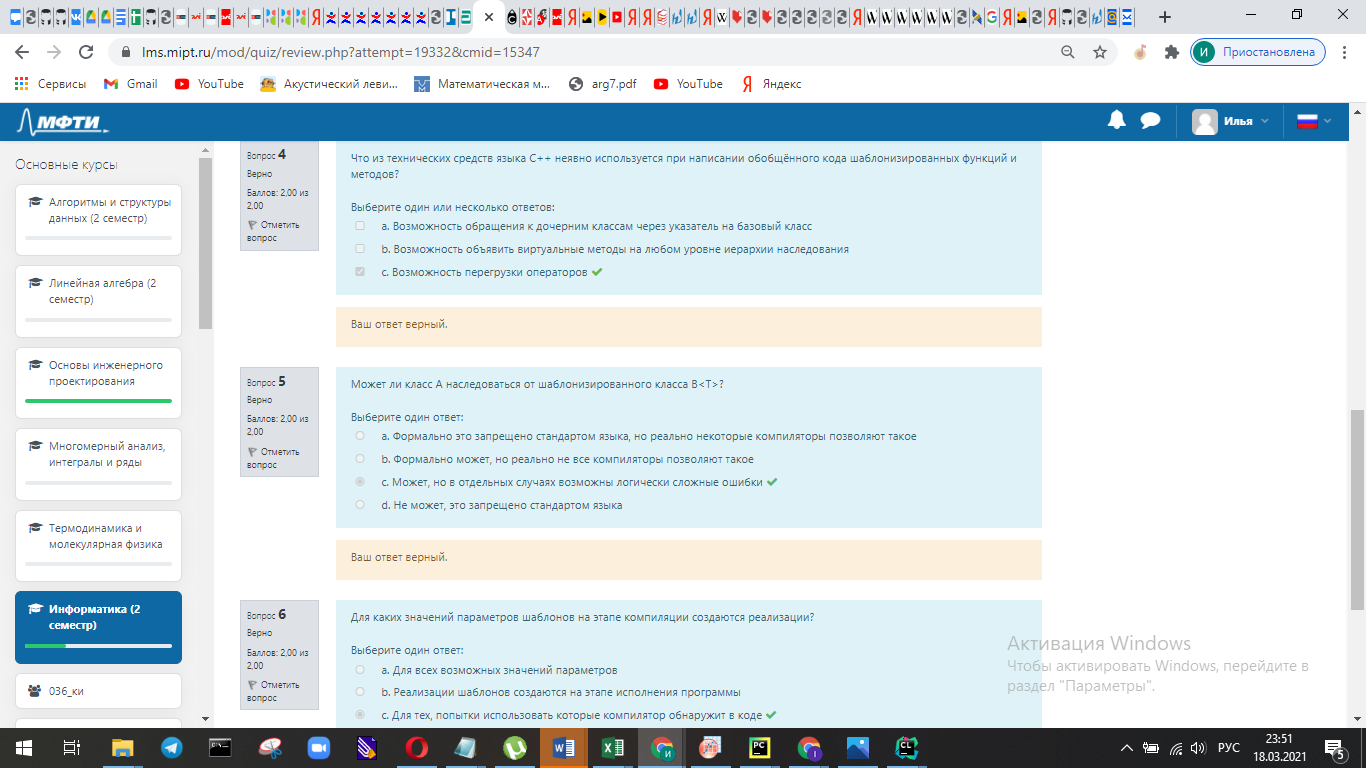 lms.mipt.ru/mod/quiz/review.php?attempt=19332&cmid=15347
И Приостановлена
Сервисы Gmail YouTube Акустический леви... Математическая м... arg7.pdf YouTube Яндекс
МФТИ Илья
Основные курсы
Алгоритмы и структуры данных (2 семестр)
Линейная алгебра (2 семестр)
Основы инженерного проектирования
Многомерный анализ, интегралы и ряды
Термодинамика и молекулярная физика
Информатика (2 семестр)
036_ки
Вопрос 4
Верно
Баллов: 2,00 из
2,00
Отметить
вопрос
Что из технических средств языка C++ неявно используется при написании обобщённого кода шаблонизированных функций и
методов?
Выберите один или несколько ответов:
a. Возможность обращения к дочерним классам через указатель на базовый класс
b. Возможность объявить виртуальные методы на любом уровне иерархии наследования
c. Возможность перегрузки операторов
Ваш ответ верный.
Вопрос 5
Верно
Баллов: 2,00 из
2,00
Отметить
вопрос
Может ли класс A наследоваться от шаблонизированного класса B<T>?
Выберите один ответ:
a. Формально это запрещено стандартом языка, но реально некоторые компиляторы позволяют такое
b. Формально может, но реально не все компиляторы позволяют такое
c. Может, но в отдельных случаях возможны логически сложные ошибки
d. Не может, это запрещено стандартом языка
Ваш ответ верный.
Вопрос 6
Верно
Баллов: 2,00 из
2,00
Отметить
вопрос
Для каких значений параметров шаблонов на этапе компиляции создаются реализации?
Выберите один ответ:
a. Для всех возможных значений параметров
b. Реализации шаблонов создаются на этапе исполнения программы
c. Для тех, попытки использовать которые компилятор обнаружит в коде
Активация Windows
Чтобы активировать Windows, перейдите в
раздел "Параметры".
РУС
23:51
18.03.2021
5